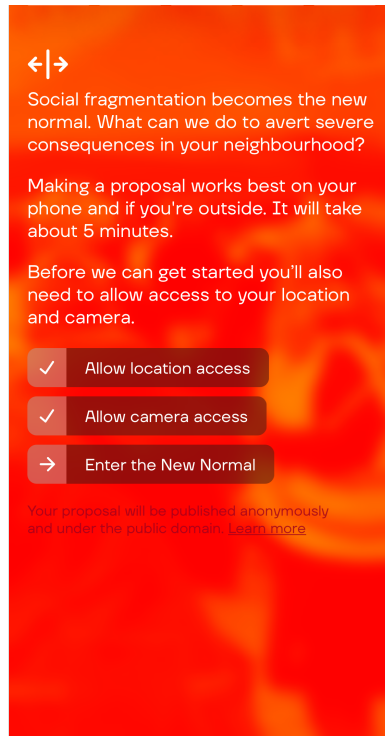 Social fragmentation becomes the new
normal. What can we do to avert severe
consequences in your neighbourhood?
Making a proposal works best on your
phone and if you're outside. It will take
about 5 minutes.
Before we can get started you’ll also
need to allow access to your location
and camera.
Allow location access
Allow camera access
Enter the New Normal
Your proposal will be published anonymously
and under the public domain. Learn more